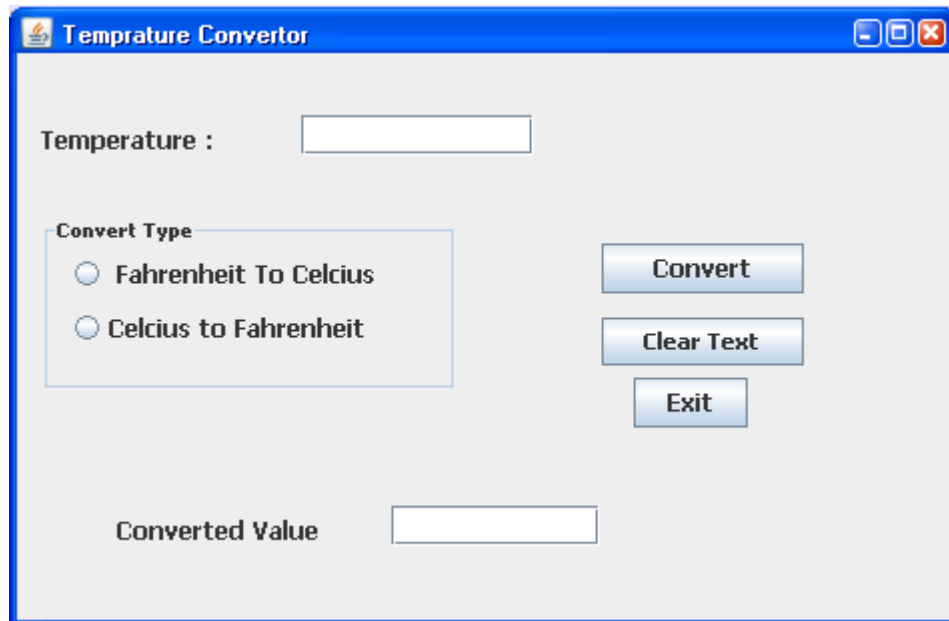 Temprature Convertor
Temperature :
Convert Type
Fahrenheit To Celcius
Celcius to Fahrenheit
Convert
Clear Text
Exit
Converted Value